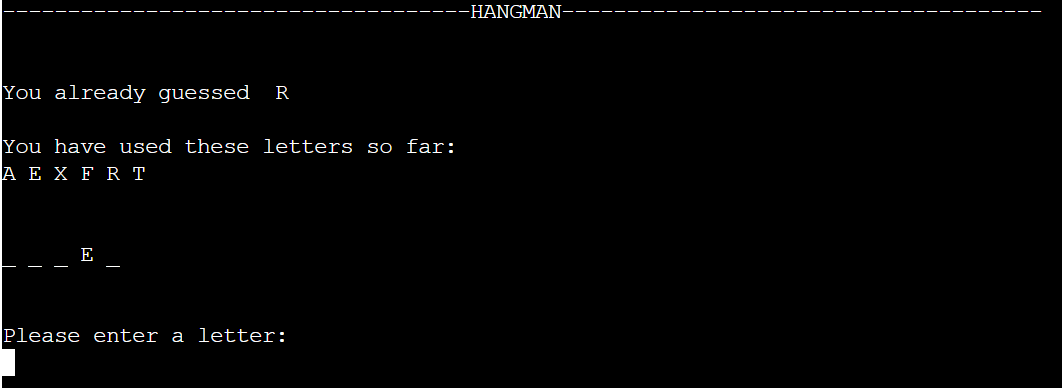 ------------------------------------HANGMAN-------------------------------------
You already guessed  R
You have used these letters so far:
A E X F R T
_ _ _ E _
Please enter a letter: